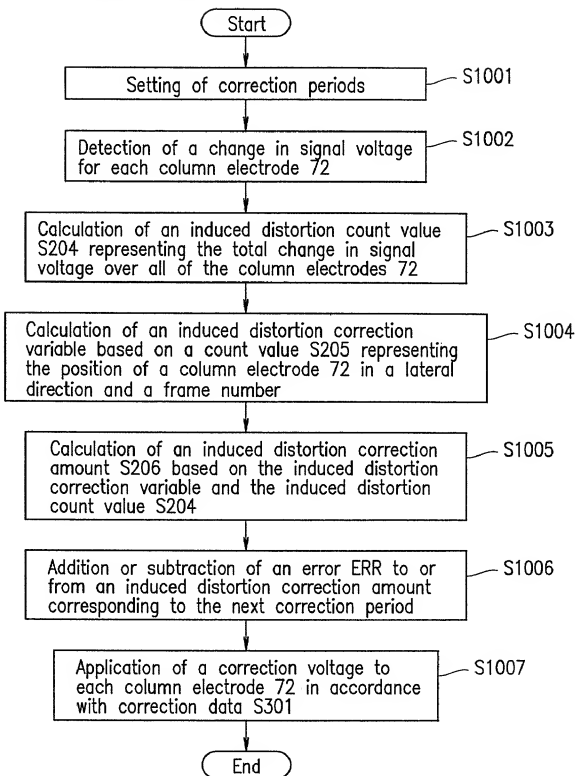 Start
Setting of correction periods
S1001
Detection of a change in signal voltage
for each column electrode 72
S1002
Calculation of an induced distortion count value
S204 representing the total change in signal
voltage over all of the column electrodes 72
S1003
Calculation of an induced distortion correction
variable based on a count value S205 representing
the position of a column electrode 72 in a lateral
direction and a frame number
S1004
Calculation of an induced distortion correction
amount S206 based on the induced distortion
correction variable and the induced distortion
count value S204
S1005
Addition or subtraction of an error ERR to or
from an induced distortion correction amount
corresponding to the next correction period
S1006
Application of a correction voltage to
each column electrode 72 in accordance
with correction data S301
S1007
End